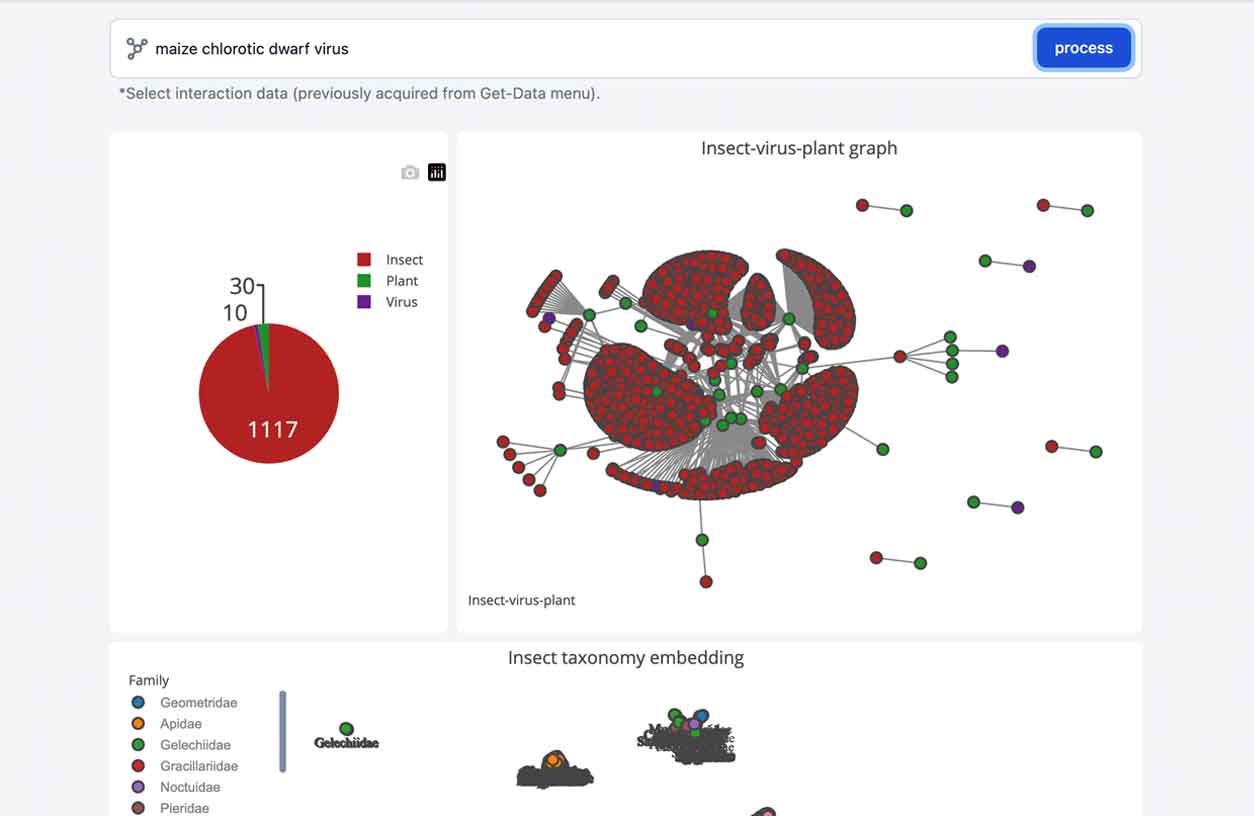 maize chlorotic dwarf virus
process
*Select interaction data (previously acquired from Get-Data menu).
Insect-virus-plant graph
Insect
Plant
Virus
30
10
1117
Insect-virus-plant
Insect taxonomy embedding
Family
Geometridae
Apidae
Gelechiidae
Gracillariidae
Noctuidae
Pieridae
Gelechiidae